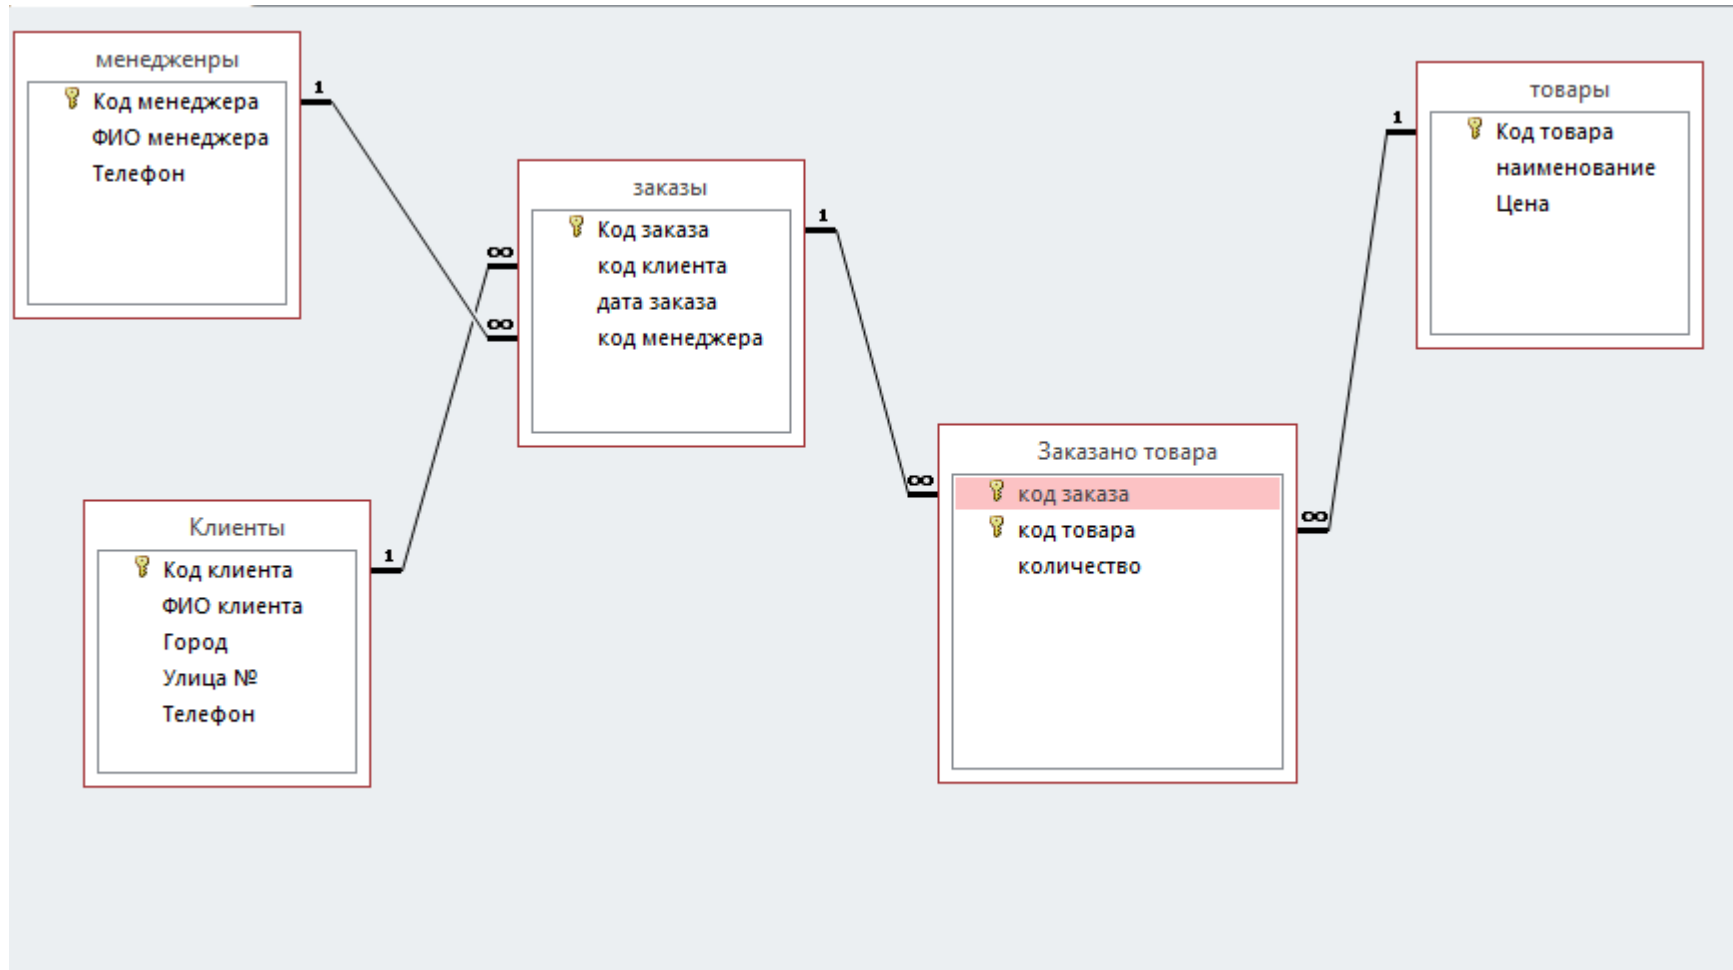 менедженры
Код менеджера
ФИО менеджера
Телефон
1
заказы
Код заказа
код клиента
дата заказа
код менеджера
∞
∞
1
Клиенты
Код клиента
ФИО клиента
Город
Улица №
Телефон
1
Заказано товара
код заказа
код товара
количество
∞
∞
товары
Код товара
наименование
Цена
1